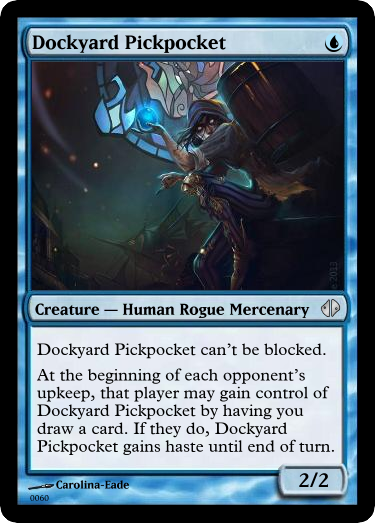 Dockyard Pickpocket
© 2013
Creature — Human Rogue Mercenary
Dockyard Pickpocket can't be blocked.
At the beginning of each opponent's
upkeep, that player may gain control of
Dockyard Pickpocket by having you
draw a card. If they do, Dockyard
Pickpocket gains haste until end of turn.
2/2
Carolina-Eade
0060